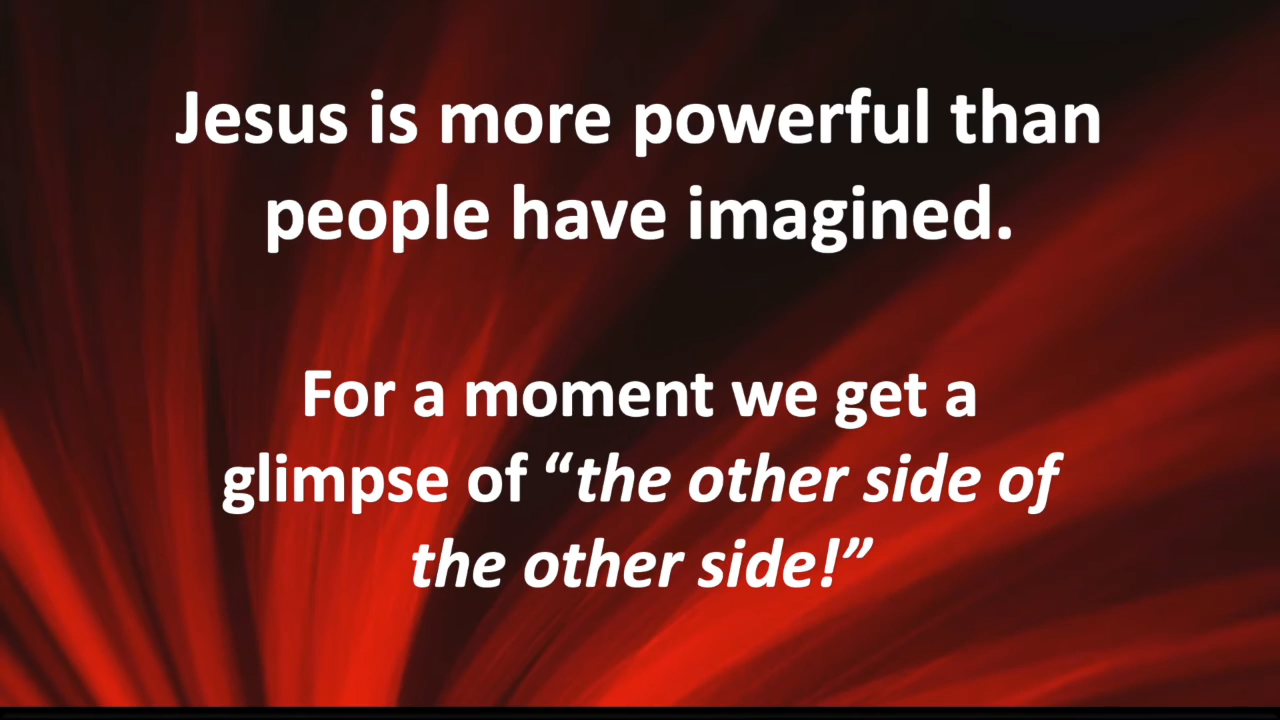 Jesus is more powerful than
people have imagined.
For a moment we get a
glimpse of “the other side of
the other side!”